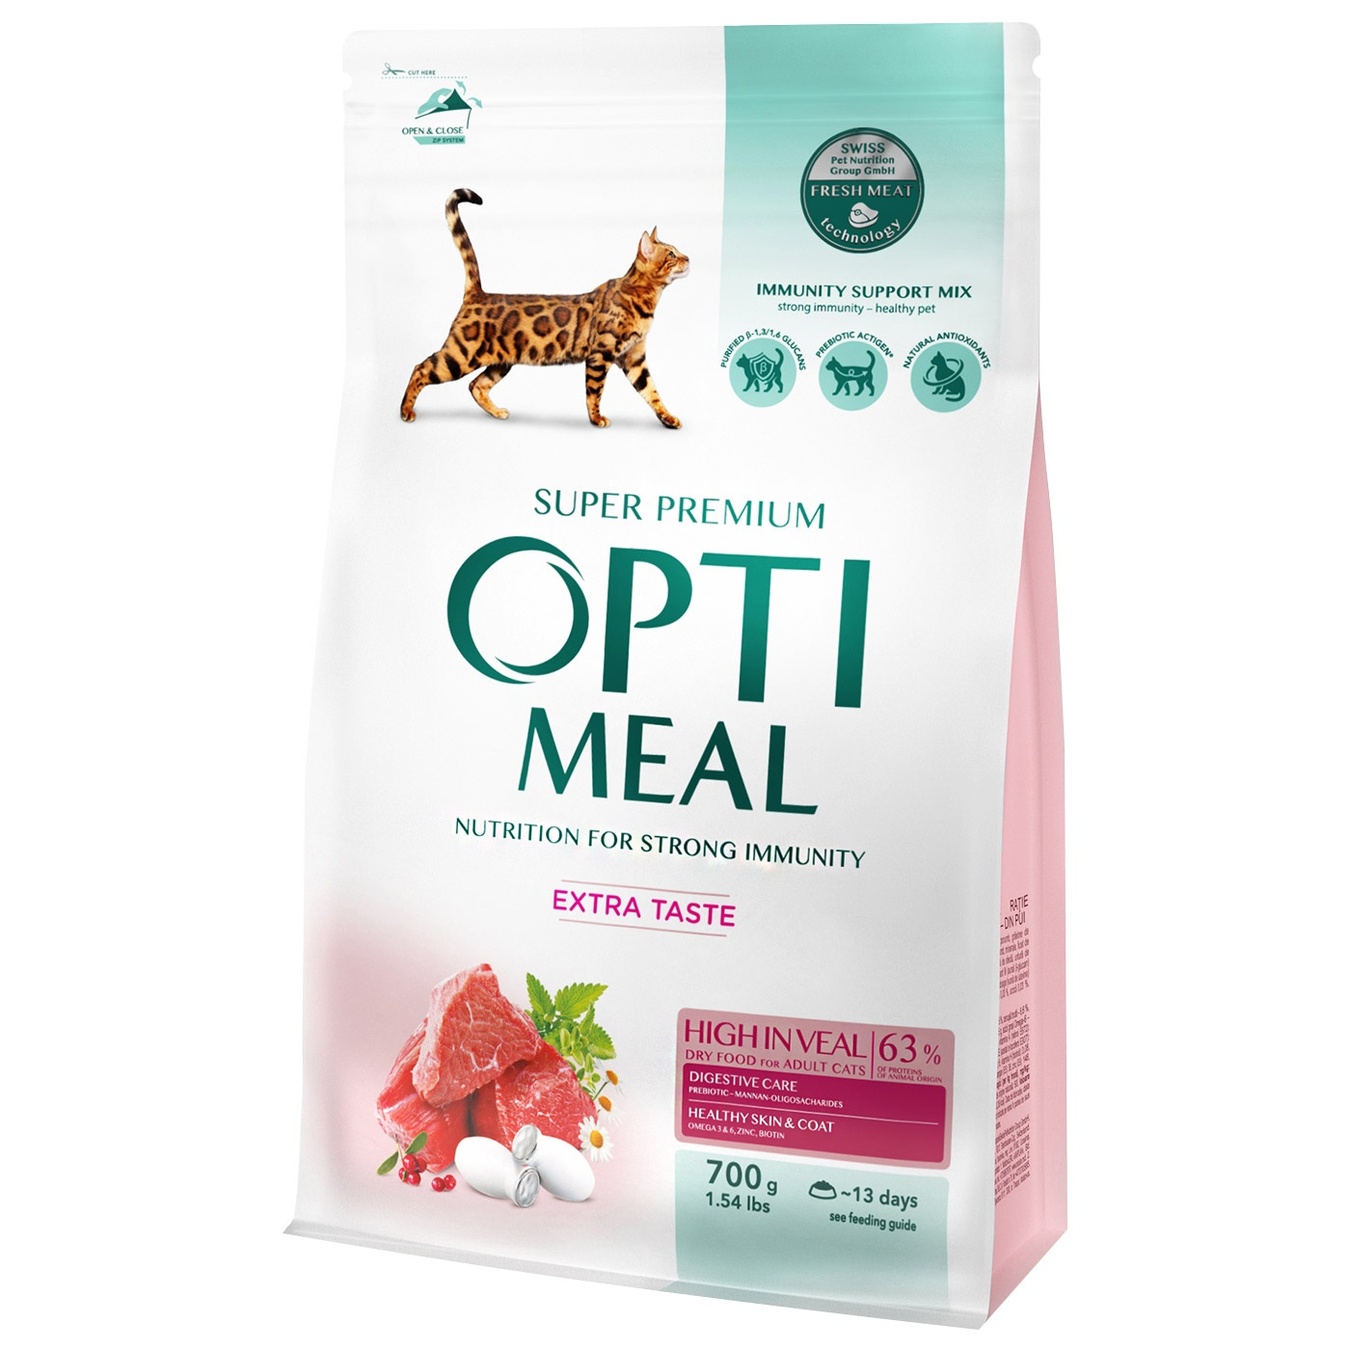 CUT HERE
OPEN & CLOSE
ZIP SYSTEM
SWISS
Pet Nutrition
Group GmbH
FRESH MEAT
technology
IMMUNITY SUPPORT MIX
strong immunity – healthy pet
PURIFIED β-1,3/1,6 GLUCANS
PREBIOTIC ACTIGEN®
NATURAL ANTIOXIDANTS
β
SUPER PREMIUM
OPTI
MEAL
NUTRITION FOR STRONG IMMUNITY
EXTRA TASTE
HIGH IN VEAL
63 %
DRY FOOD FOR ADULT CATS
OF PROTEINS
OF ANIMAL ORIGIN
DIGESTIVE CARE
PREBIOTIC – MANNAN-OLIGOSACHARIDES
HEALTHY SKIN & COAT
OMEGA 3 & 6, ZINC, BIOTIN
700 g
1.54 lbs
~13 days
see feeding guide
RAȚIE
– DIN PUI